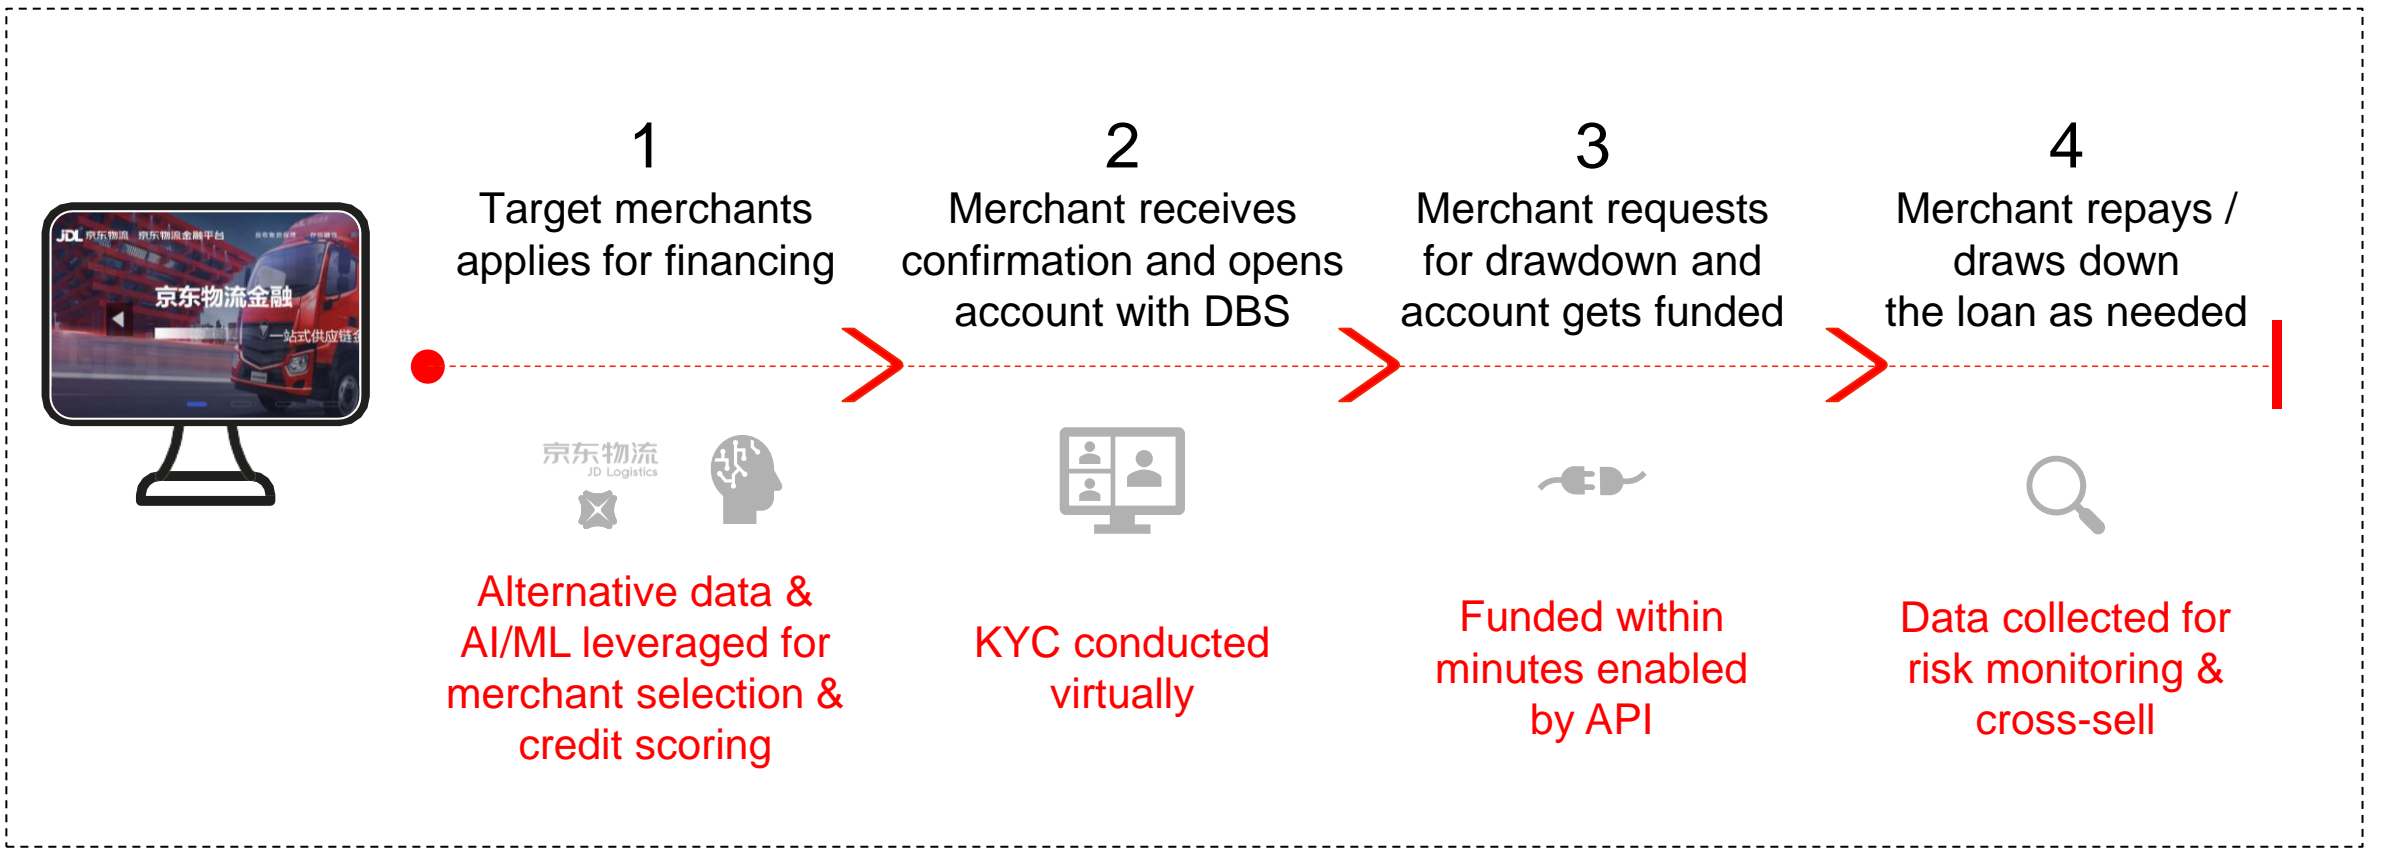 JDL 京东物流 京东物流金融平台
京东物流金融
一站式供应链金
1
Target merchants
applies for financing
2
Merchant receives
confirmation and opens
account with DBS
3
Merchant requests
for drawdown and
account gets funded
4
Merchant repays /
draws down
the loan as needed
京东物流
JD Logistics
Alternative data &
AI/ML leveraged for
merchant selection &
credit scoring
KYC conducted
virtually
Funded within
minutes enabled
by API
Data collected for
risk monitoring &
cross-sell